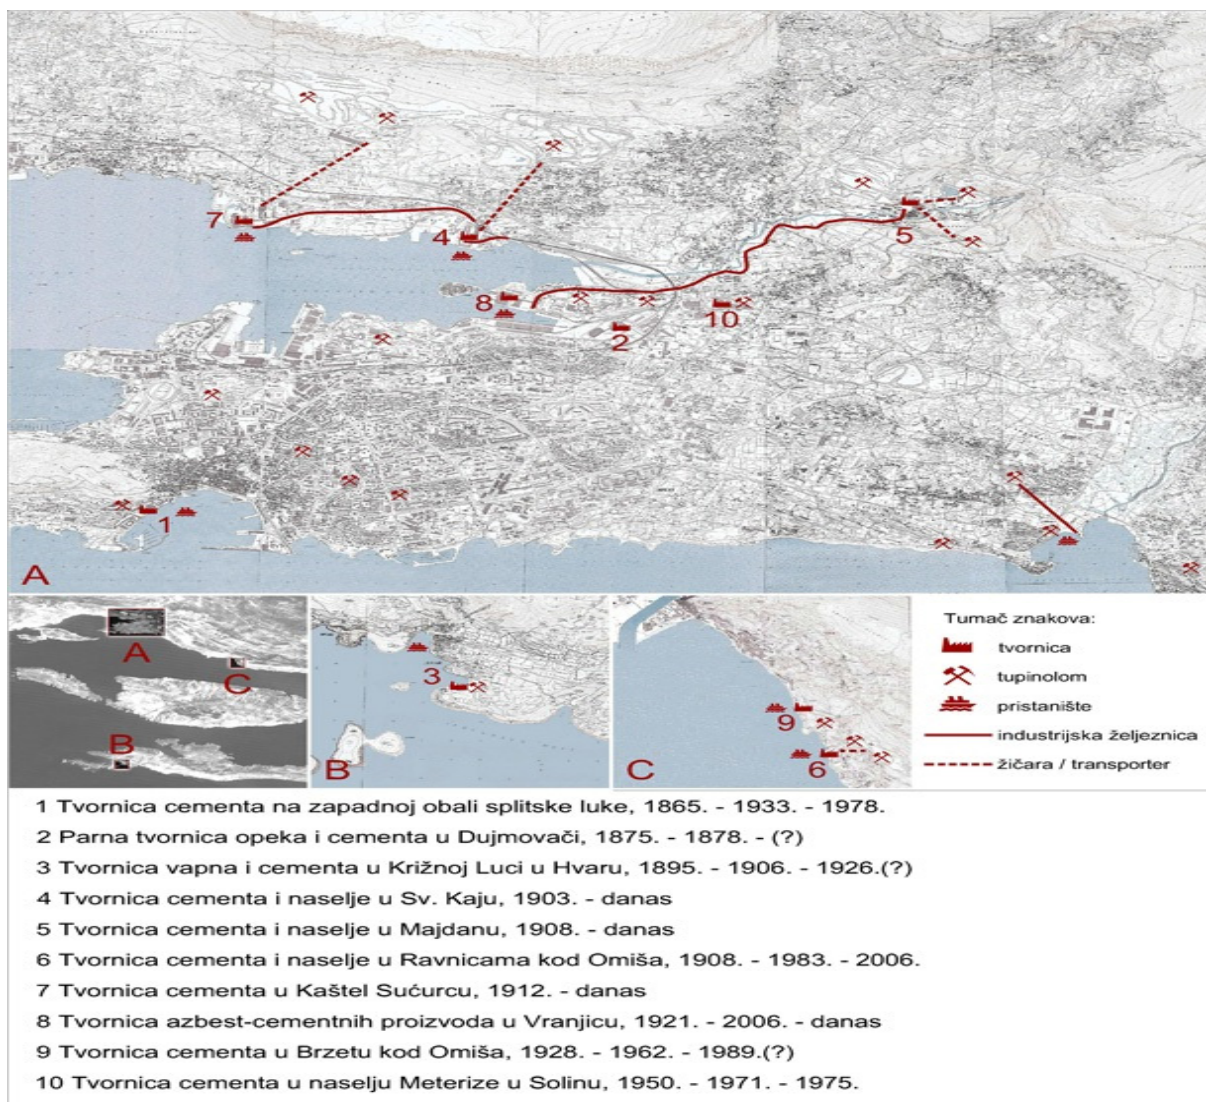 7
4
5
8
10
2
1
A
A
C
B
3
B
9
6
C
Tumač znakova:
tvornica
tupinolom
pristanište
industrijska željeznica
žičara / transporter
1 Tvornica cementa na zapadnoj obali splitske luke, 1865. - 1933. - 1978.
2 Parna tvornica opeka i cementa u Dujmovači, 1875. - 1878. - (?)
3 Tvornica vapna i cementa u Križnoj Luci u Hvaru, 1895. - 1906. - 1926.(?)
4 Tvornica cementa i naselje u Sv. Kaju, 1903. - danas
5 Tvornica cementa i naselje u Majdanu, 1908. - danas
6 Tvornica cementa i naselje u Ravnicama kod Omiša, 1908. - 1983. - 2006.
7 Tvornica cementa u Kaštel Sućurcu, 1912. - danas
8 Tvornica azbest-cementnih proizvoda u Vranjicu, 1921. - 2006. - danas
9 Tvornica cementa u Brzetu kod Omiša, 1928. - 1962. - 1989.(?)
10 Tvornica cementa u naselju Meterize u Solinu, 1950. - 1971. - 1975.